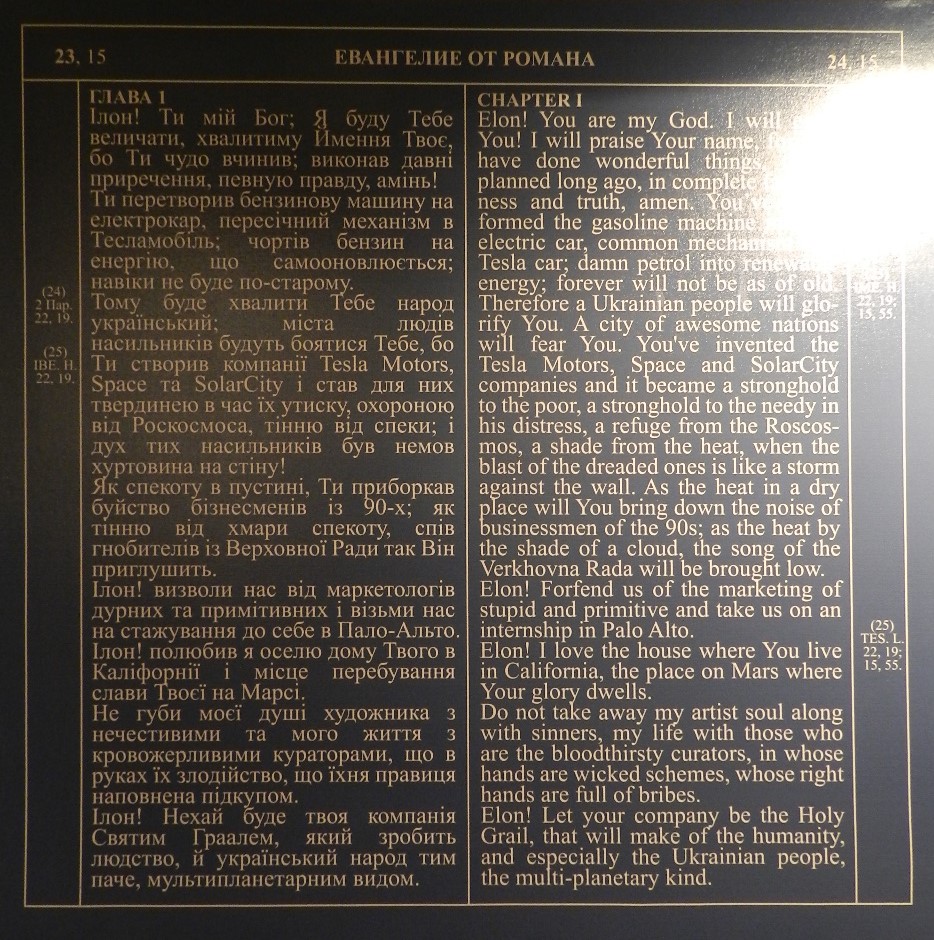 23, 15
ЕВАНГЕЛИЕ ОТ РОМАНА
24, 15
ГЛАВА 1
Ілон! Ти мій Бог; Я буду Тебе
величати, хвалитиму Ймення Твоє,
бо Ти чудо вчинив; виконав давні
приречення, певную правду, амінь!
Ти перетворив бензинову машину на
електрокар, пересічний механізм в
Тесламобіль; чортів бензин на
енергію, що самооновлюється;
навіки не буде по-старому.
Тому буде хвалити Тебе народ
український; міста людів
насильників будуть боятися Тебе, бо
Ти створив компанії Tesla Motors,
Space та SolarCity і став для них
твердинею в час їх утиску, охороною
від Роскосмоса, тінню від спеки; і
дух тих насильників був немов
хуртовина на стіну!
Як спекоту в пустині, Ти приборкав
буйство бізнесменів із 90-х; як
тінню від хмари спекоту, спів
гнобителів із Верховної Ради так Він
приглушить.
Ілон! визволи нас від маркетологів
дурних та примітивних і візьми нас
на стажування до себе в Пало-Альто.
Ілон! полюбив я оселю дому Твого в
Каліфорнії і місце перебування
слави Твоєї на Марсі.
Не губи моєї душі художника з
нечестивими та мого життя з
кровожерливими кураторами, що в
руках їх злодійство, що їхня правиця
наповнена підкупом.
Ілон! Нехай буде твоя компанія
Святим Граалем, який зробить
людство, й український народ тим
паче, мультипланетарним видом.
(24)
2 Пар.
22, 19.
(25)
ІВЕ. Н.
22, 19.
CHAPTER I
Elon! You are my God. I will
You! I will praise Your name,
have done wonderful things,
planned long ago, in complete
ness and truth, amen. You've
formed the gasoline machine
electric car, common mechanism
Tesla car; damn petrol into renewable
energy; forever will not be as of old.
Therefore a Ukrainian people will glo-
rify You. A city of awesome nations
will fear You. You've invented the
Tesla Motors, Space and SolarCity
companies and it became a stronghold
to the poor, a stronghold to the needy in
his distress, a refuge from the Roscos-
mos, a shade from the heat, when the
blast of the dreaded ones is like a storm
against the wall. As the heat in a dry
place will You bring down the noise of
businessmen of the 90s; as the heat by
the shade of a cloud, the song of the
Verkhovna Rada will be brought low.
Elon! Forfend us of the marketing of
stupid and primitive and take us on an
internship in Palo Alto.
Elon! I love the house where You live
in California, the place on Mars where
Your glory dwells.
Do not take away my artist soul along
with sinners, my life with those who
are the bloodthirsty curators, in whose
hands are wicked schemes, whose right
hands are full of bribes.
Elon! Let your company be the Holy
Grail, that will make of the humanity,
and especially the Ukrainian people,
the multi-planetary kind.
22, 19;
15, 55.
(25)
TES. L.
22, 19;
15, 55.